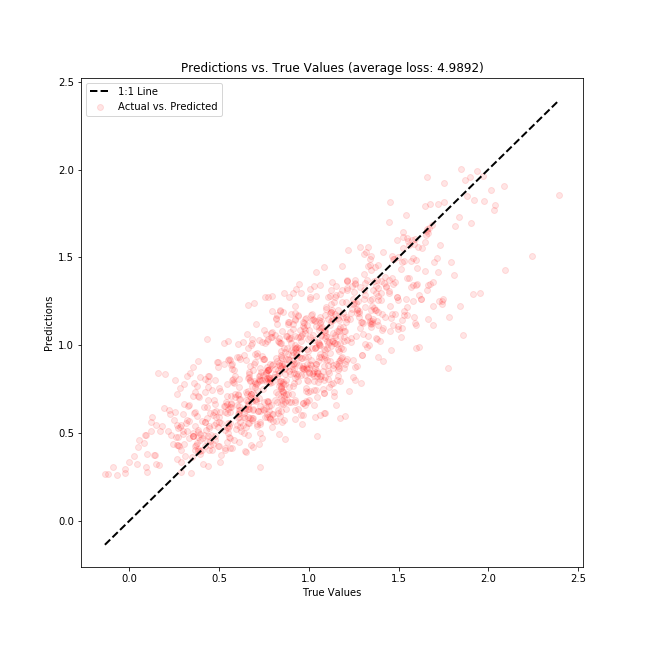 Predictions vs. True Values (average loss: 4.9892)
1:1 Line
Actual vs. Predicted
2.5
2.0
1.5
1.0
0.5
0.0
Predictions
0.0 0.5 1.0 1.5 2.0 2.5
True Values